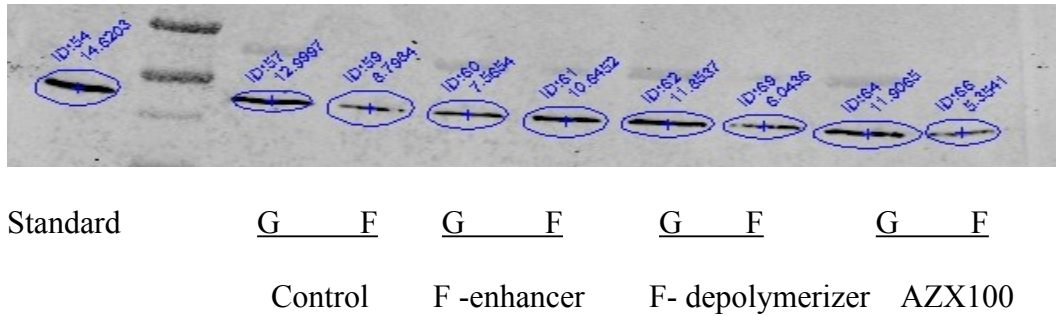 ID:54
14.6203
ID:57
12.9997
ID:59
8.7984
ID:60
7.5654
ID:61
10.6452
ID:62
11.8537
ID:69
6.0436
ID:64
11.9065
ID:66
5.3541
Standard G F G F G F G F
Control F -enhancer F- depolymerizer AZX100